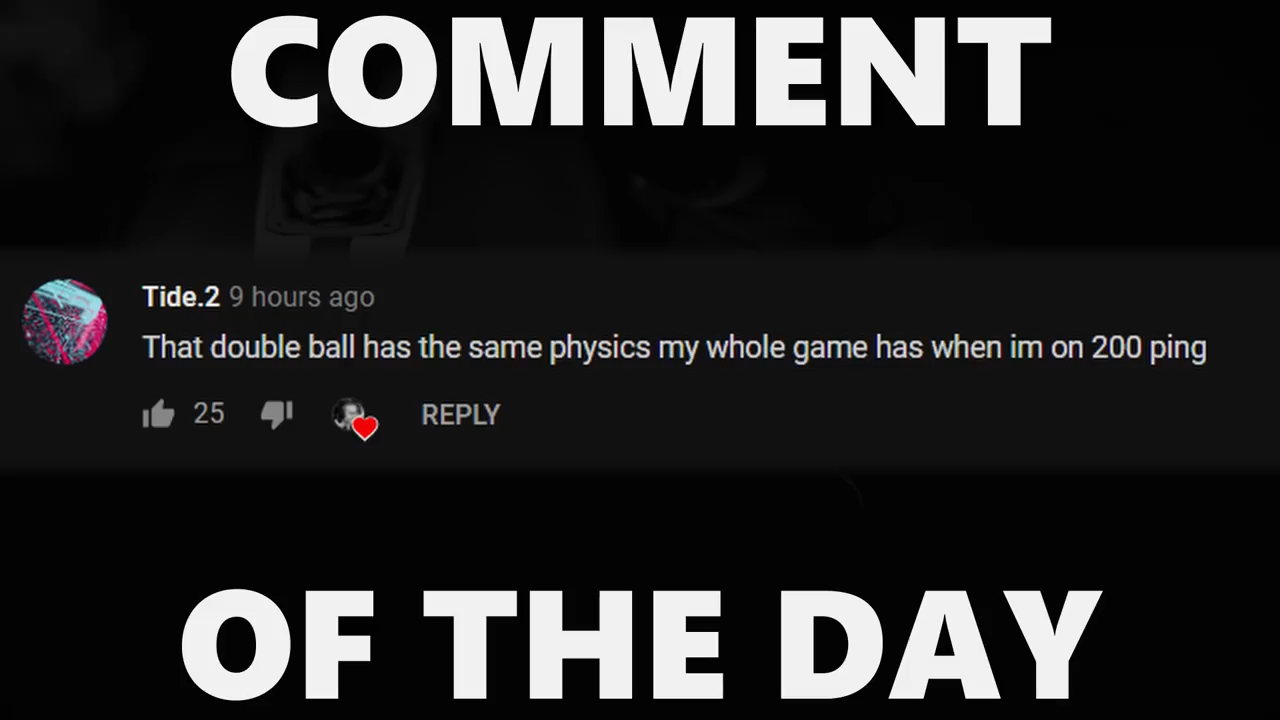 COMMENT
Tide.2 9 hours ago
That double ball has the same physics my whole game has when im on 200 ping
25 REPLY
OF THE DAY